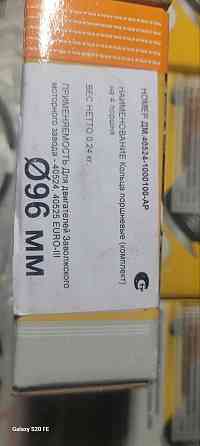 НОМЕР ДМ.40524-1000100-АР
НАИМЕНОВАНИЕ Кольца поршневые (комплект)
на 4 поршня
ВЕС НЕТТО 0,24 кг.
ПРИМЕНЯЕМОСТЬ Для двигателей Заволжского
моторного завода - 40524, 40525 EURO-III
Ø96 мм
Galaxy S20 FE